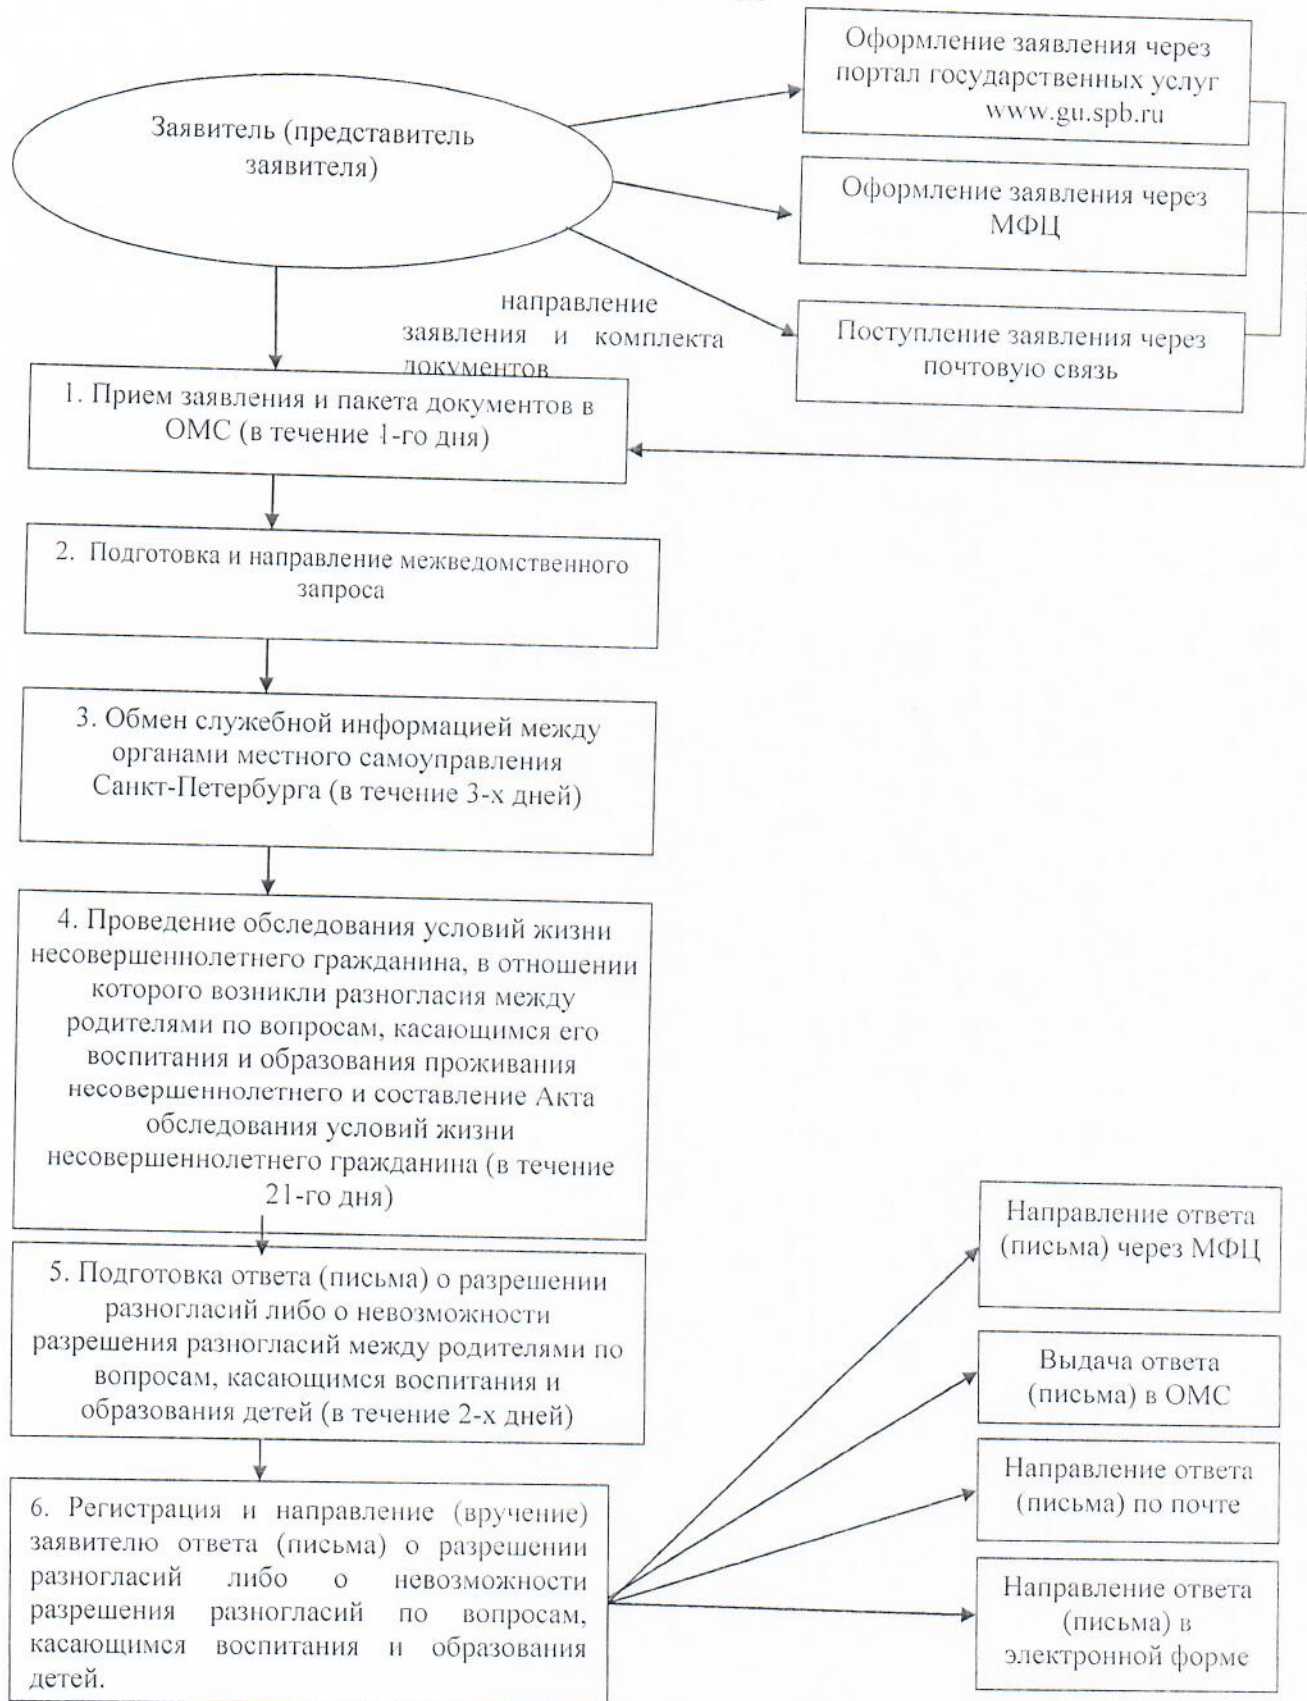 Оформление заявления через
портал государственных услуг
www.gu.spb.ru
Заявитель (представитель
заявителя)
Оформление заявления через
МФЦ
направление
заявления и комплекта
документов
Поступление заявления через
почтовую связь
1. Прием заявления и пакета документов в
ОМС (в течение 1-го дня)
2. Подготовка и направление межведомственного
запроса
3. Обмен служебной информацией между
органами местного самоуправления
Санкт-Петербурга (в течение 3-х дней)
4. Проведение обследования условий жизни
несовершеннолетнего гражданина, в отношении
которого возникли разногласия между
родителями по вопросам, касающимся его
воспитания и образования проживания
несовершеннолетнего и составление Акта
обследования условий жизни
несовершеннолетнего гражданина (в течение
21-го дня)
5. Подготовка ответа (письма) о разрешении
разногласий либо о невозможности
разрешения разногласий между родителями по
вопросам, касающимся воспитания и
образования детей (в течение 2-х дней)
6. Регистрация и направление (вручение)
заявителю ответа (письма) о разрешении
разногласий либо о невозможности
разрешения разногласий по вопросам,
касающимся воспитания и образования
детей.
Направление ответа
(письма) через МФЦ
Выдача ответа
(письма) в ОМС
Направление ответа
(письма) по почте
Направление ответа
(письма) в
электронной форме